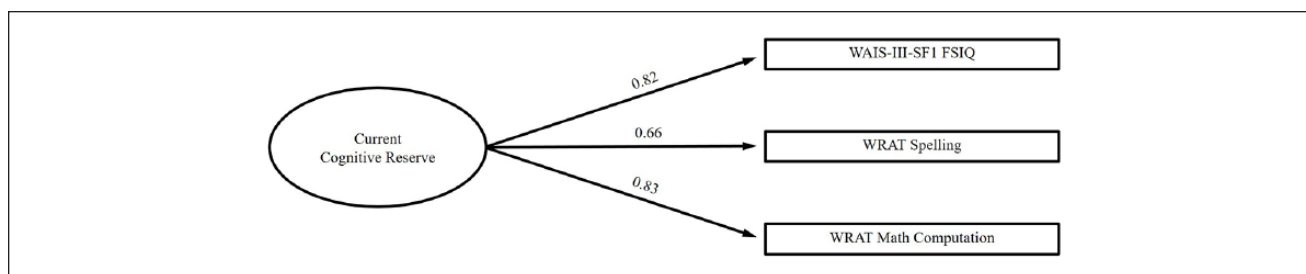 WAIS-III-SF1 FSIQ
0.82
Current
Cognitive Reserve
0.66
WRAT Spelling
0.83
WRAT Math Computation